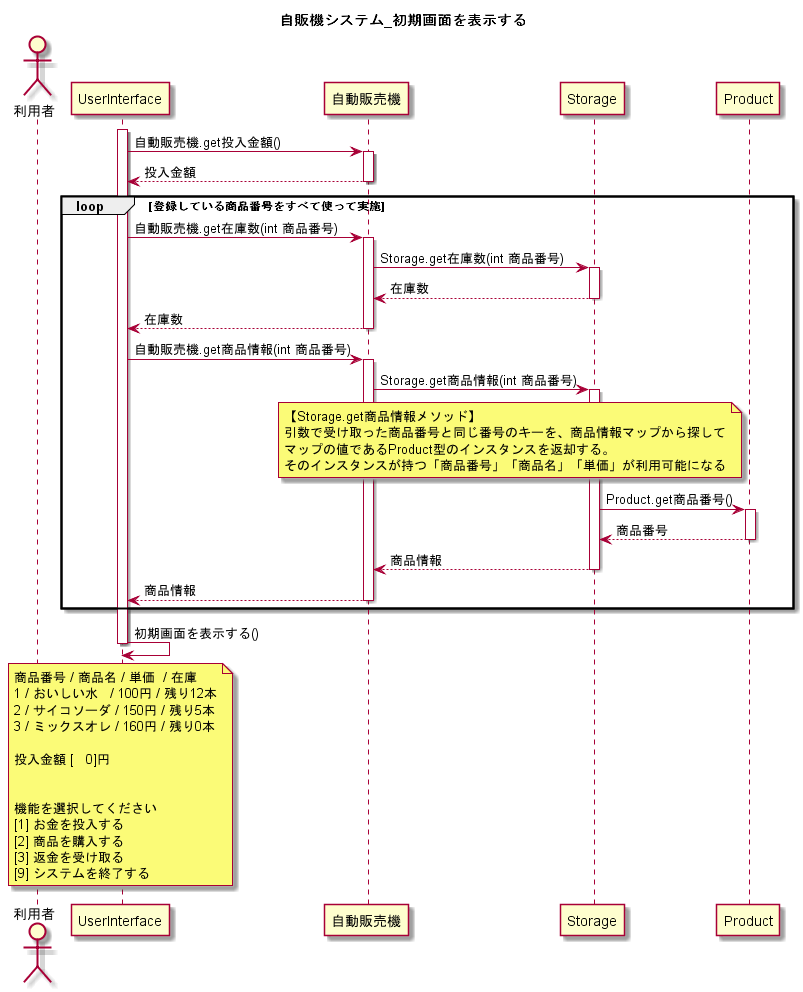 自販機システム_初期画面を表示する
利用者
UserInterface
自動販売機
Storage
Product
自動販売機.get投入金額()
投入金額
loop
[登録している商品番号をすべて使って実施]
自動販売機.get在庫数(int 商品番号)
Storage.get在庫数(int 商品番号)
在庫数
在庫数
自動販売機.get商品情報(int 商品番号)
Storage.get商品情報(int 商品番号)
【Storage.get商品情報メソッド】
引数で受け取った商品番号と同じ番号のキーを、商品情報マップから探して
マップの値であるProduct型のインスタンスを返却する。
そのインスタンスが持つ「商品番号」「商品名」「単価」が利用可能になる
Product.get商品番号()
商品番号
商品情報
商品情報
初期画面を表示する()
商品番号 / 商品名 / 単価 / 在庫
1 / おいしい水 / 100円 / 残り12本
2 / サイコソーダ / 150円 / 残り5本
3 / ミックスオレ / 160円 / 残り0本
投入金額 [ 0]円
機能を選択してください
[1] お金を投入する
[2] 商品を購入する
[3] 返金を受け取る
[9] システムを終了する
利用者
UserInterface
自動販売機
Storage
Product